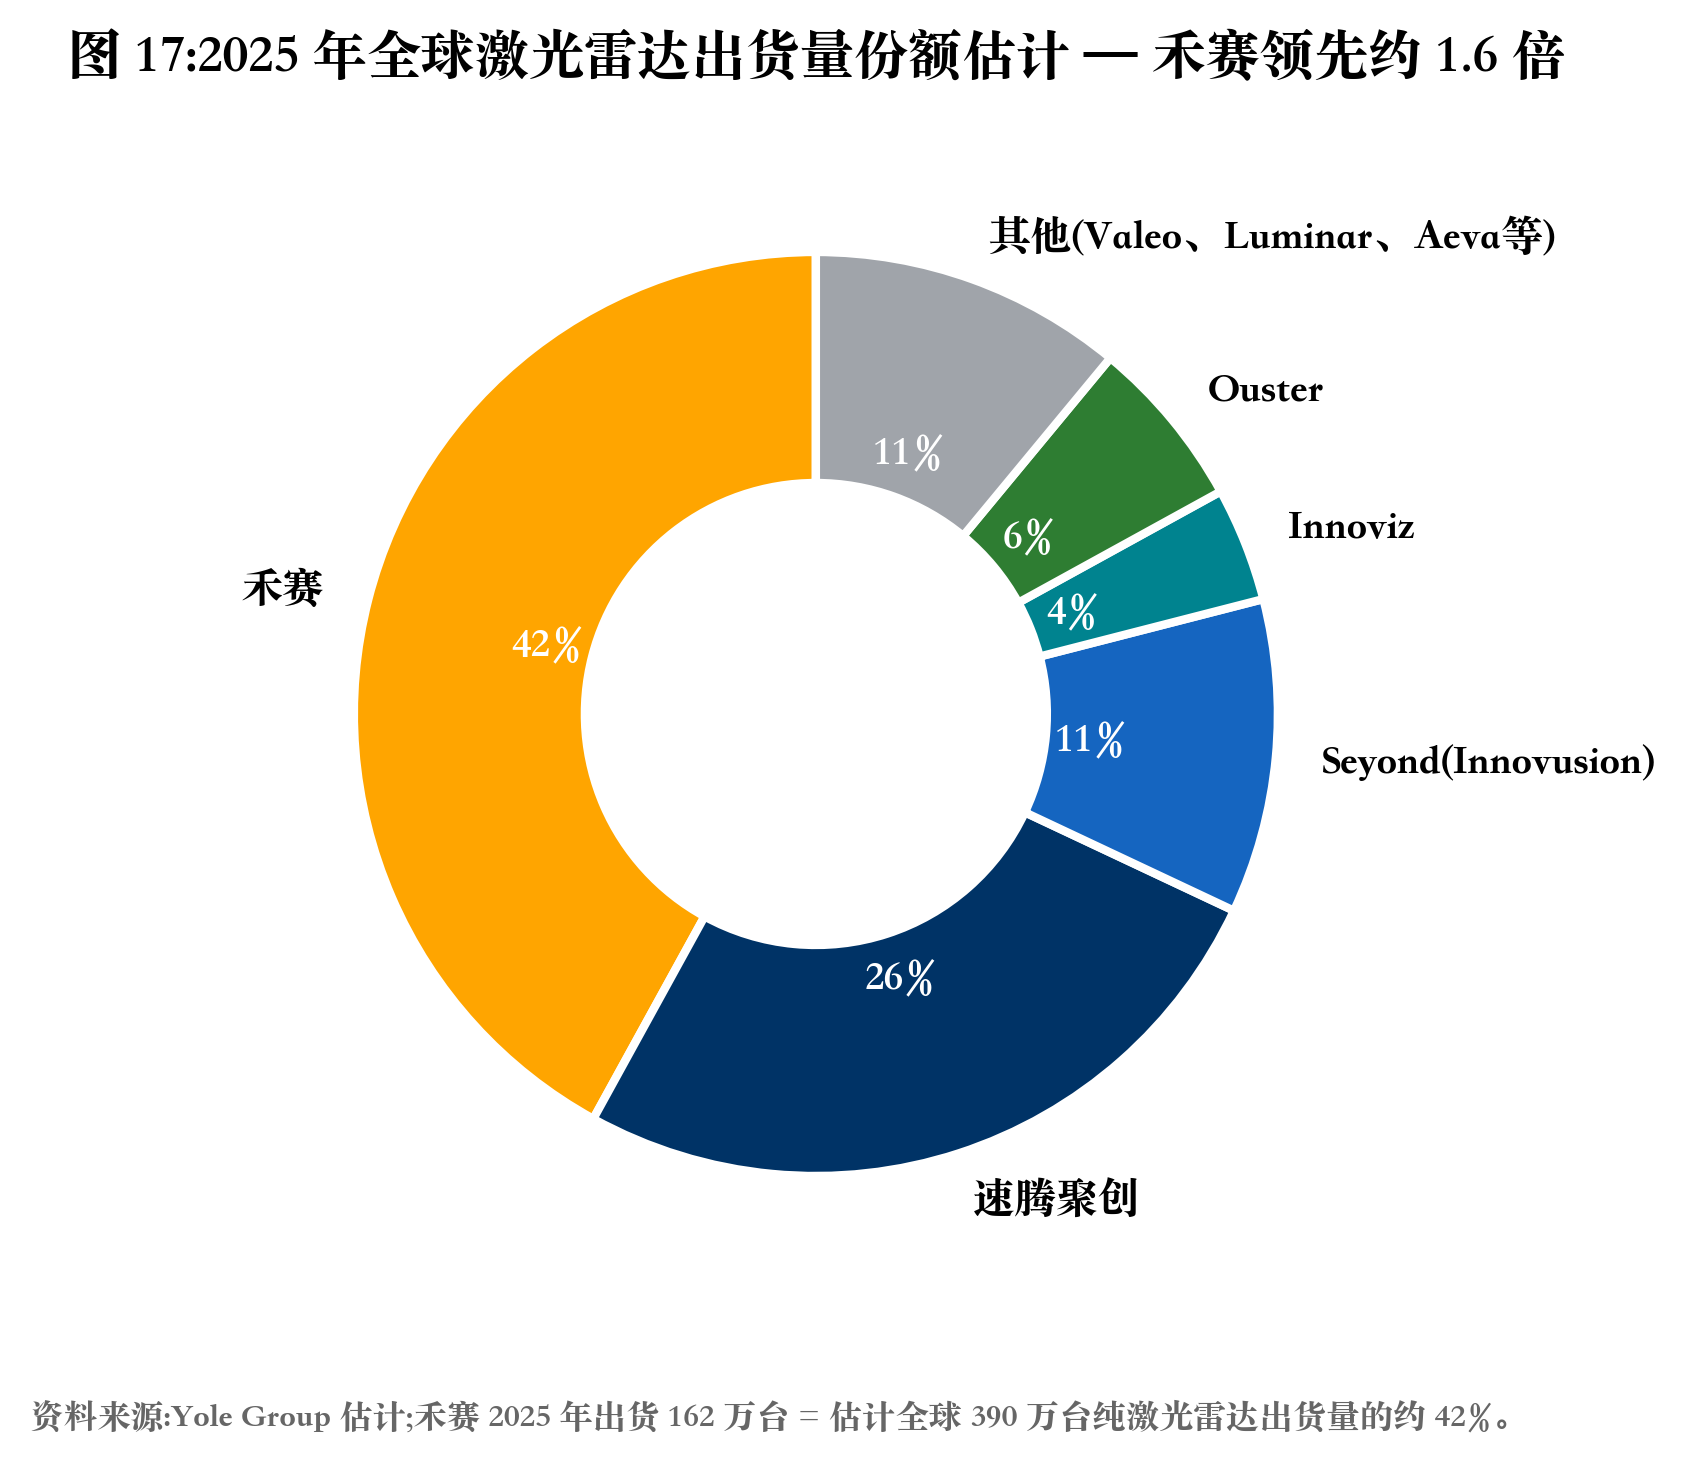 图 17:2025 年全球激光雷达出货量份额估计 — 禾赛领先约 1.6 倍
其他(Valeo、Luminar、Aeva等)
11%
Ouster
6%
Innoviz
4%
禾赛
42%
Seyond(Innovusion)
11%
26%
速腾聚创
资料来源:Yole Group 估计;禾赛 2025 年出货 162 万台 = 估计全球 390 万台纯激光雷达出货量的约 42%。